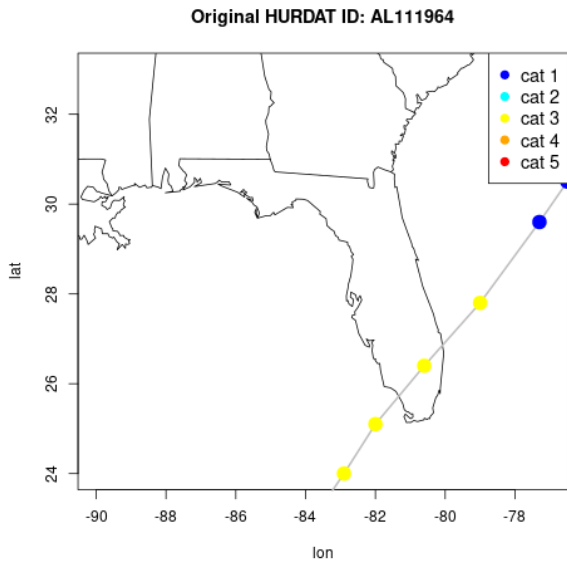 Original HURDAT ID: AL111964
cat 1
cat 2
cat 3
cat 4
cat 5
32
30
28
26
24
lat
-90 -88 -86 -84 -82 -80 -78
lon